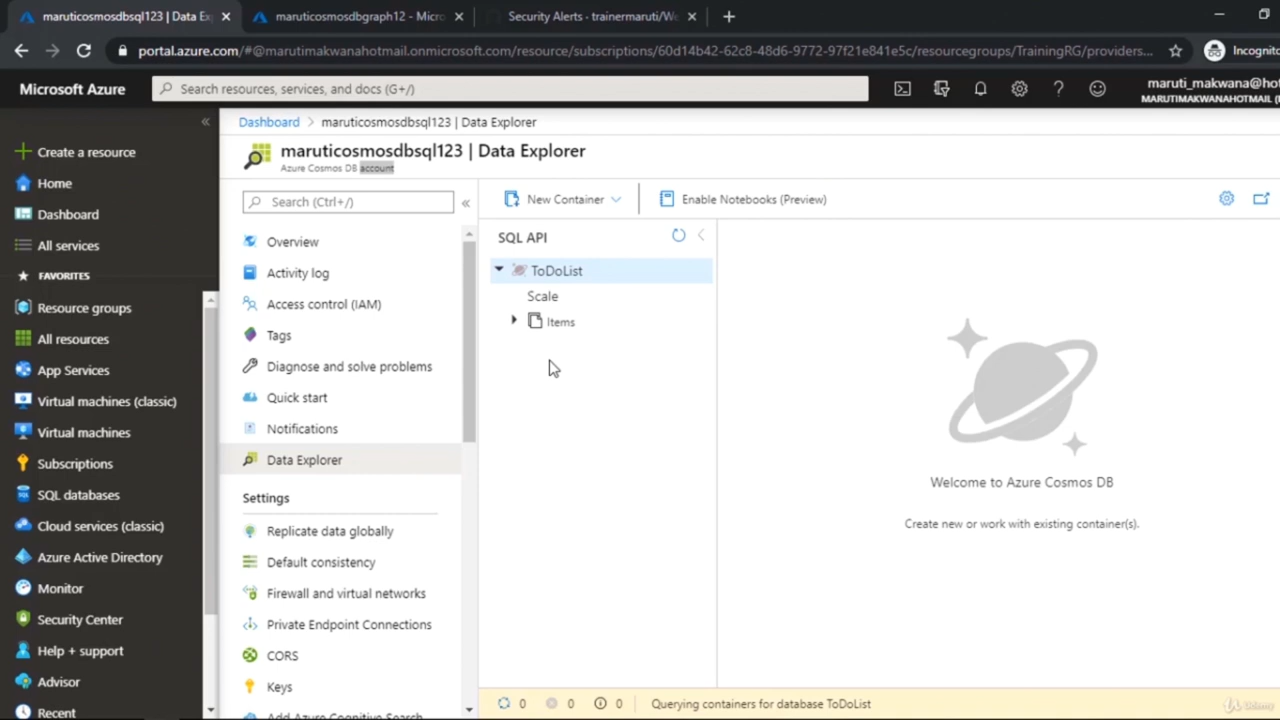 maruticosmosdbsql123 | Data Ex
maruticosmosdbgraph12 - Micro
Security Alerts - trainermaruti/We
portal.azure.com/#@marutimakwanahotmail.onmicrosoft.com/resource/subscriptions/60d14b42-62c8-48d6-9772-97f21e841e5c/resourcegroups/TrainingRG/providers...
Incognito
Microsoft Azure
Search resources, services, and docs (G+/)
maruti_makwana@hot
MARUTIMAKWANAHOTMAIL (
Create a resource
Home
Dashboard
All services
FAVORITES
Resource groups
All resources
App Services
Virtual machines (classic)
Virtual machines
Subscriptions
SQL databases
Cloud services (classic)
Azure Active Directory
Monitor
Security Center
Help + support
Advisor
Recent
Dashboard > maruticosmosdbsql123 | Data Explorer
maruticosmosdbsql123 | Data Explorer
Azure Cosmos DB account
Search (Ctrl+/)
Overview
Activity log
Access control (IAM)
Tags
Diagnose and solve problems
Quick start
Notifications
Data Explorer
Settings
Replicate data globally
Default consistency
Firewall and virtual networks
Private Endpoint Connections
CORS
Keys
Add Azure Cognitive Search
New Container
Enable Notebooks (Preview)
SQL API
ToDoList
Scale
Items
Welcome to Azure Cosmos DB
Create new or work with existing container(s).
0 0 0 Querying containers for database ToDoList
Udemy